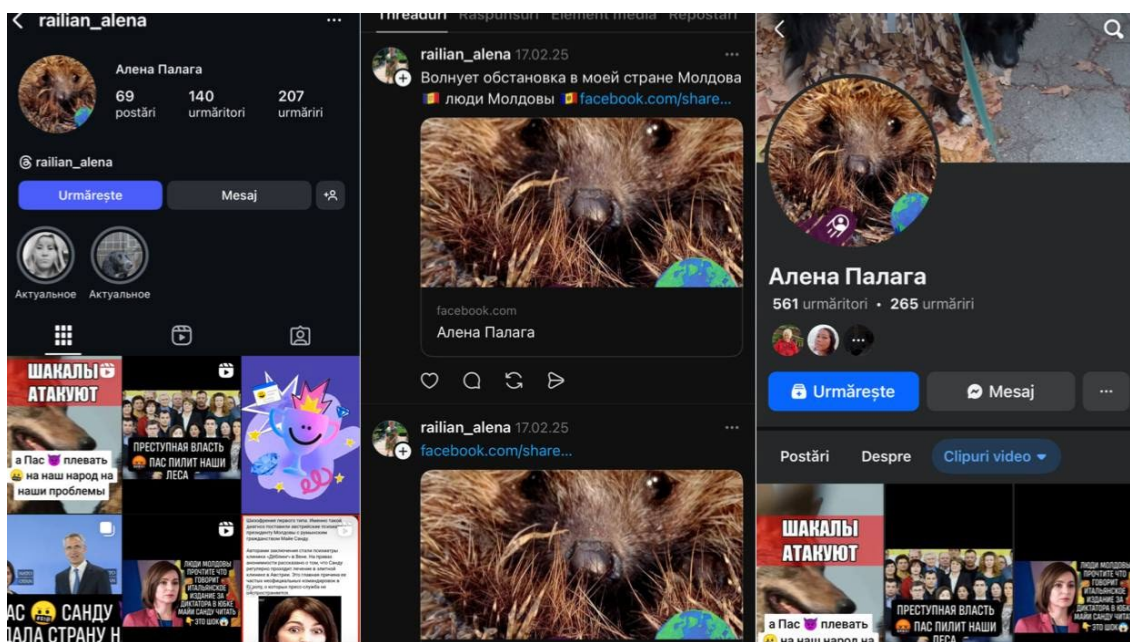 railian_alena
Алена Палага
69
140
207
postări
urmăritori
urmăriri
railian_alena
Urmărește
Mesaj
Актуальное
Актуальное
ШАКАЛЫ
АТАКУЮТ
а Пас 😈 плевать
🤬 на наш народ на
наши проблемы
ПРЕСТУПНАЯ ВЛАСТЬ
🤬 ПАС ПИЛИТ НАШИ
ЛЕСА
АС 🤬 САНДУ
ПАЛА СТРАНУ Н
ЛЮДИ МОЛДОВЫ
ПРОЧТИТЕ ЧТО
ГОВОРИТ
ИТАЛЬЯНСКОЕ
ИЗДАНИЕ ЗА
ДИКТАТОРА В ЮБКЕ
МАЙИ САНДУ ЧИТАТЬ
👇 ЭТО ШОК😱
Threaduri Răspunsuri Element media Repostări
railian_alena 17.02.25
Волнует обстановка в моей стране Молдова
🇲🇩 люди Молдовы 🇲🇩 facebook.com/share...
facebook.com
Алена Палага
railian_alena 17.02.25
facebook.com/share...
Алена Палага
561 urmăritori • 265 urmăriri
Urmărește
Mesaj
Postări
Despre
Clipuri video
ШАКАЛЫ
АТАКУЮТ
а Пас 😈 плевать
🤬 на наш народ на
ПРЕСТУПНАЯ ВЛАСТЬ
🤬 ПАС ПИЛИТ НАШИ
ЛЕСА
ЛЮДИ МОЛДОВЫ
ПРОЧТИТЕ ЧТО
ГОВОРИТ
ИТАЛЬЯНСКОЕ
ИЗДАНИЕ ЗА
ДИКТАТОРА В ЮБКЕ
МАЙИ САНДУ ЧИТАТЬ
👇 ЭТО ШОК😱